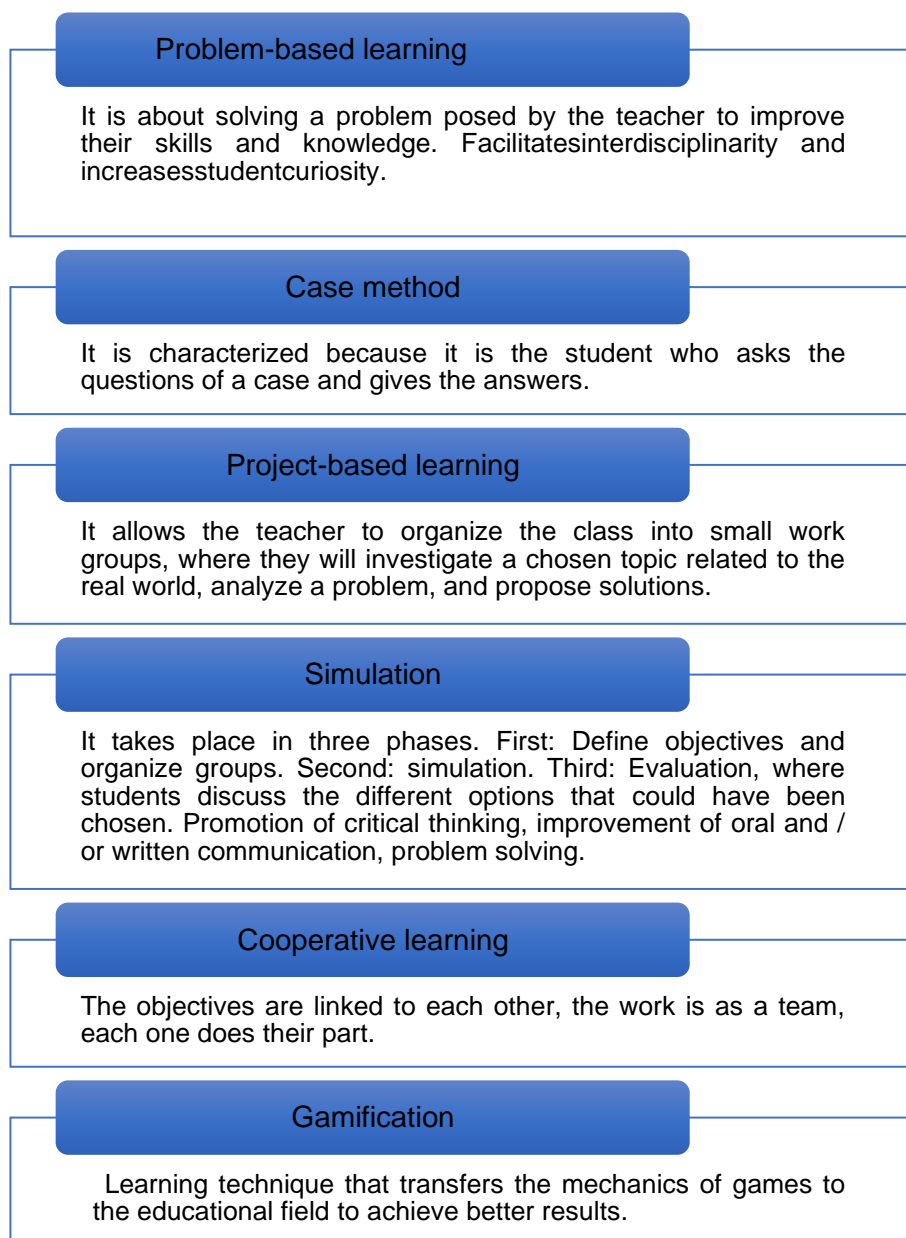 Problem-based learning
It is about solving a problem posed by the teacher to improve
their skills and knowledge. Facilitatesinterdisciplinarity and
increasesstudentcuriosity.
Case method
It is characterized because it is the student who asks the
questions of a case and gives the answers.
Project-based learning
It allows the teacher to organize the class into small work
groups, where they will investigate a chosen topic related to the
real world, analyze a problem, and propose solutions.
Simulation
It takes place in three phases. First: Define objectives and
organize groups. Second: simulation. Third: Evaluation, where
students discuss the different options that could have been
chosen. Promotion of critical thinking, improvement of oral and /
or written communication, problem solving.
Cooperative learning
The objectives are linked to each other, the work is as a team,
each one does their part.
Gamification
Learning technique that transfers the mechanics of games to
the educational field to achieve better results.